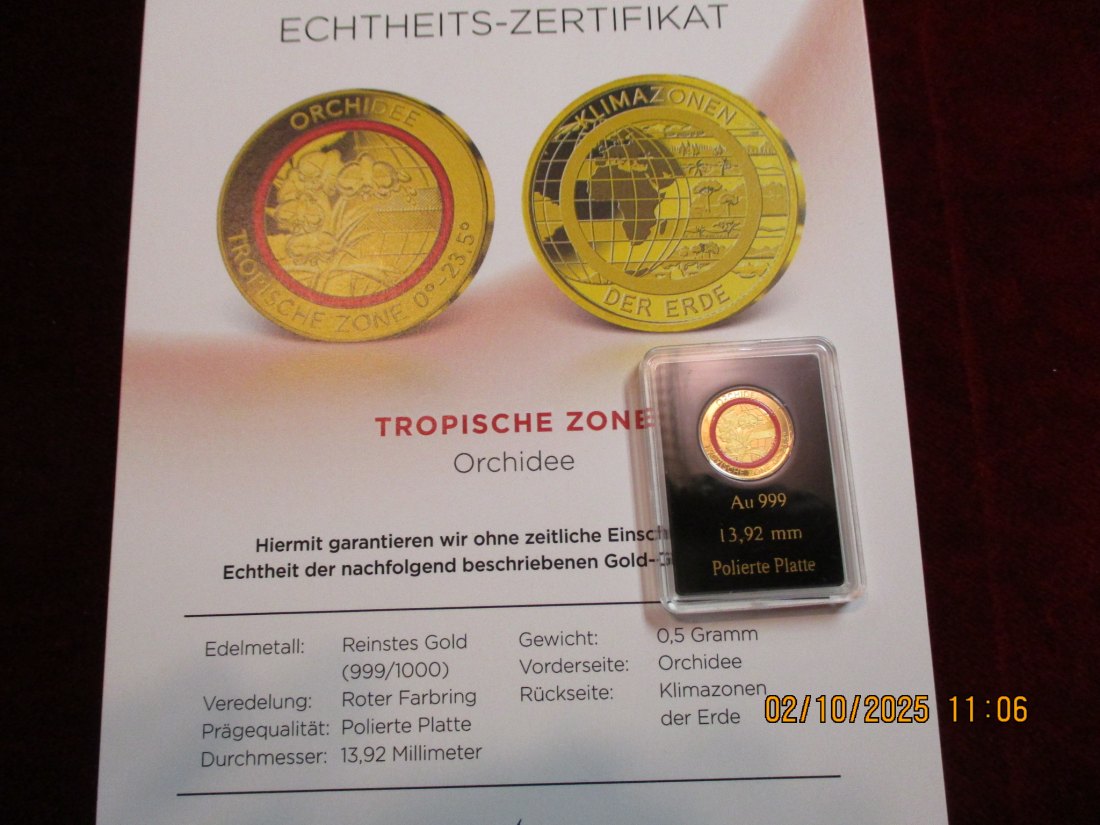 ECHTHEITS-ZERTIFIKAT
ORCHIDEE
TROPISCHE ZONE 0°-23,5°
KLIMAZONEN
DER ERDE
TROPISCHE ZONE
Orchidee
ORCHIDEE
TROPISCHE ZONE
Au 999
13,92 mm
Polierte Platte
Hiermit garantieren wir ohne zeitliche
Echtheit der nachfolgend beschriebenen Gold-
Edelmetall: Reinstes Gold
(999/1000)
Veredelung: Roter Farbring
Prägequalität: Polierte Platte
Durchmesser: 13,92 Millimeter
Gewicht: 0,5 Gramm
Vorderseite: Orchidee
Rückseite: Klimazonen
der Erde
02/10/2025 11:06